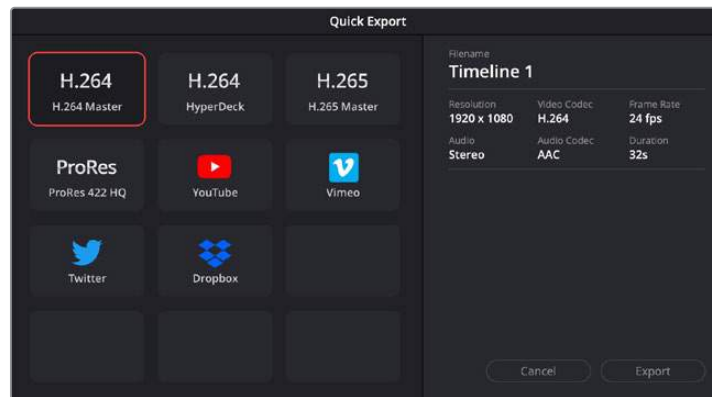 Quick Export
H.264
H.264 Master
H.264
HyperDeck
H.265
H.265 Master
ProRes
ProRes 422 HQ
YouTube
Vimeo
Twitter
Dropbox
Filename
Timeline 1
Resolution Video Codec Frame Rate
1920 x 1080 H.264 24 fps
Audio Audio Codec Duration
Stereo AAC 32s
Cancel Export